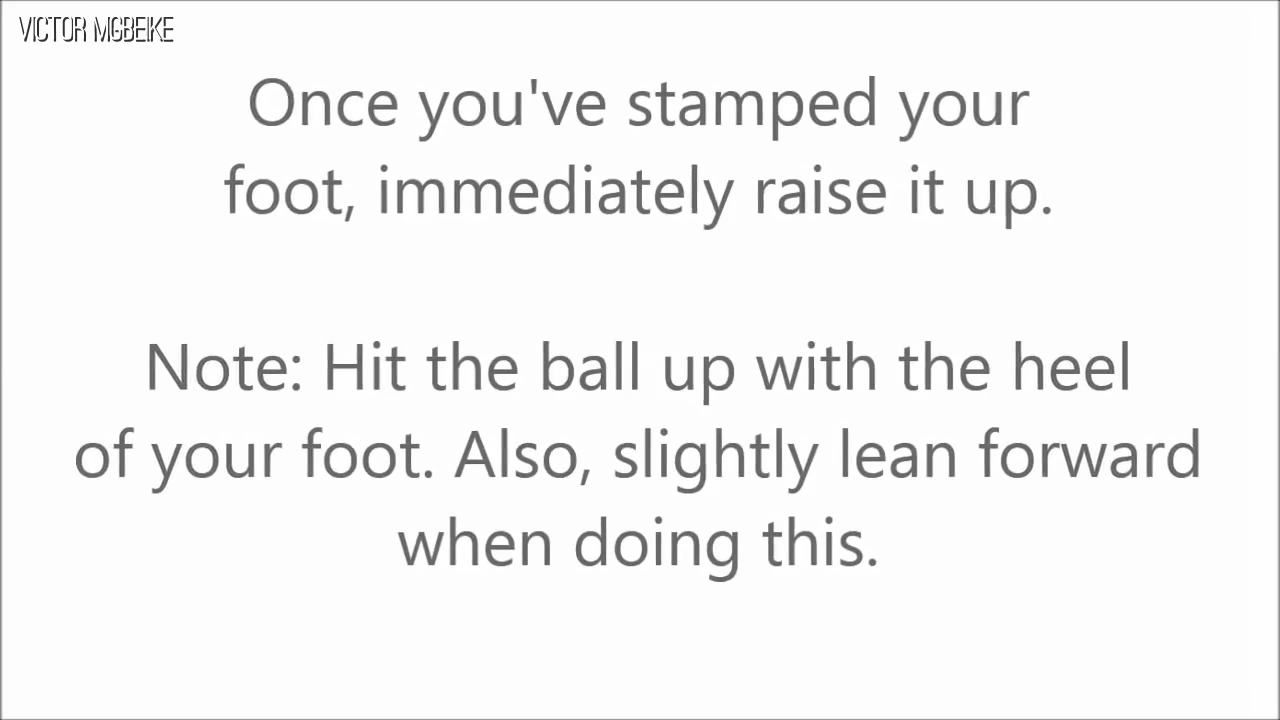 VICTOR MGBEIKE
Once you've stamped your
foot, immediately raise it up.
Note: Hit the ball up with the heel
of your foot. Also, slightly lean forward
when doing this.